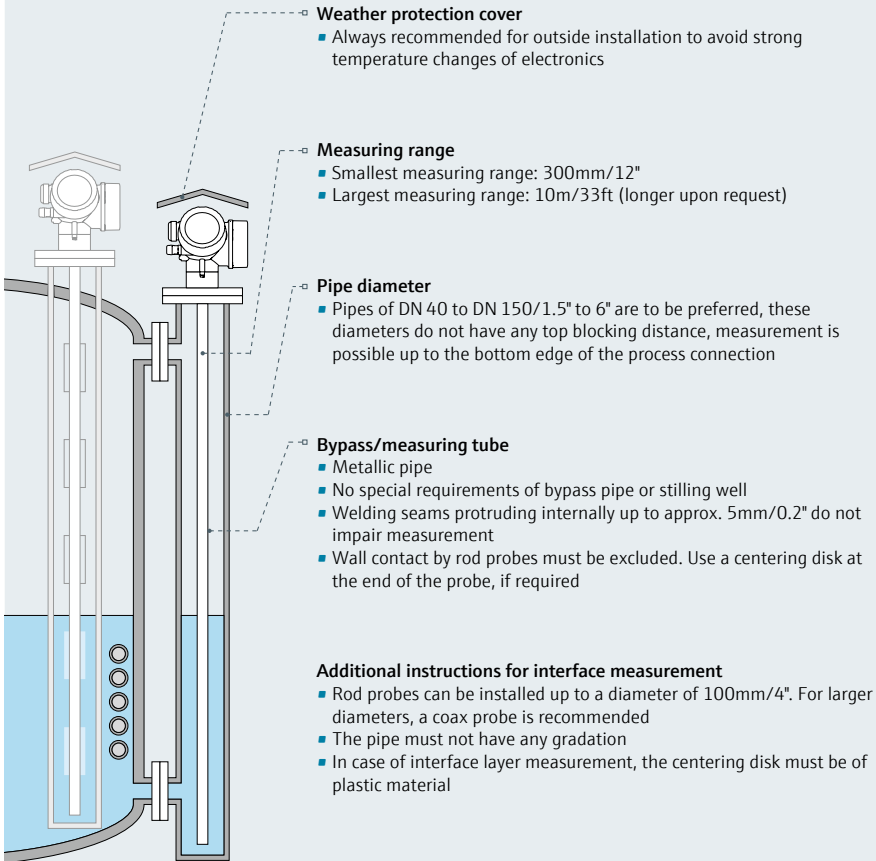 Weather protection cover
▪ Always recommended for outside installation to avoid strong
temperature changes of electronics
Measuring range
▪ Smallest measuring range: 300mm/12"
▪ Largest measuring range: 10m/33ft (longer upon request)
Pipe diameter
▪ Pipes of DN 40 to DN 150/1.5" to 6" are to be preferred, these
diameters do not have any top blocking distance, measurement is
possible up to the bottom edge of the process connection
Bypass/measuring tube
▪ Metallic pipe
▪ No special requirements of bypass pipe or stilling well
▪ Welding seams protruding internally up to approx. 5mm/0.2" do not
impair measurement
▪ Wall contact by rod probes must be excluded. Use a centering disk at
the end of the probe, if required
Additional instructions for interface measurement
▪ Rod probes can be installed up to a diameter of 100mm/4". For larger
diameters, a coax probe is recommended
▪ The pipe must not have any gradation
▪ In case of interface layer measurement, the centering disk must be of
plastic material